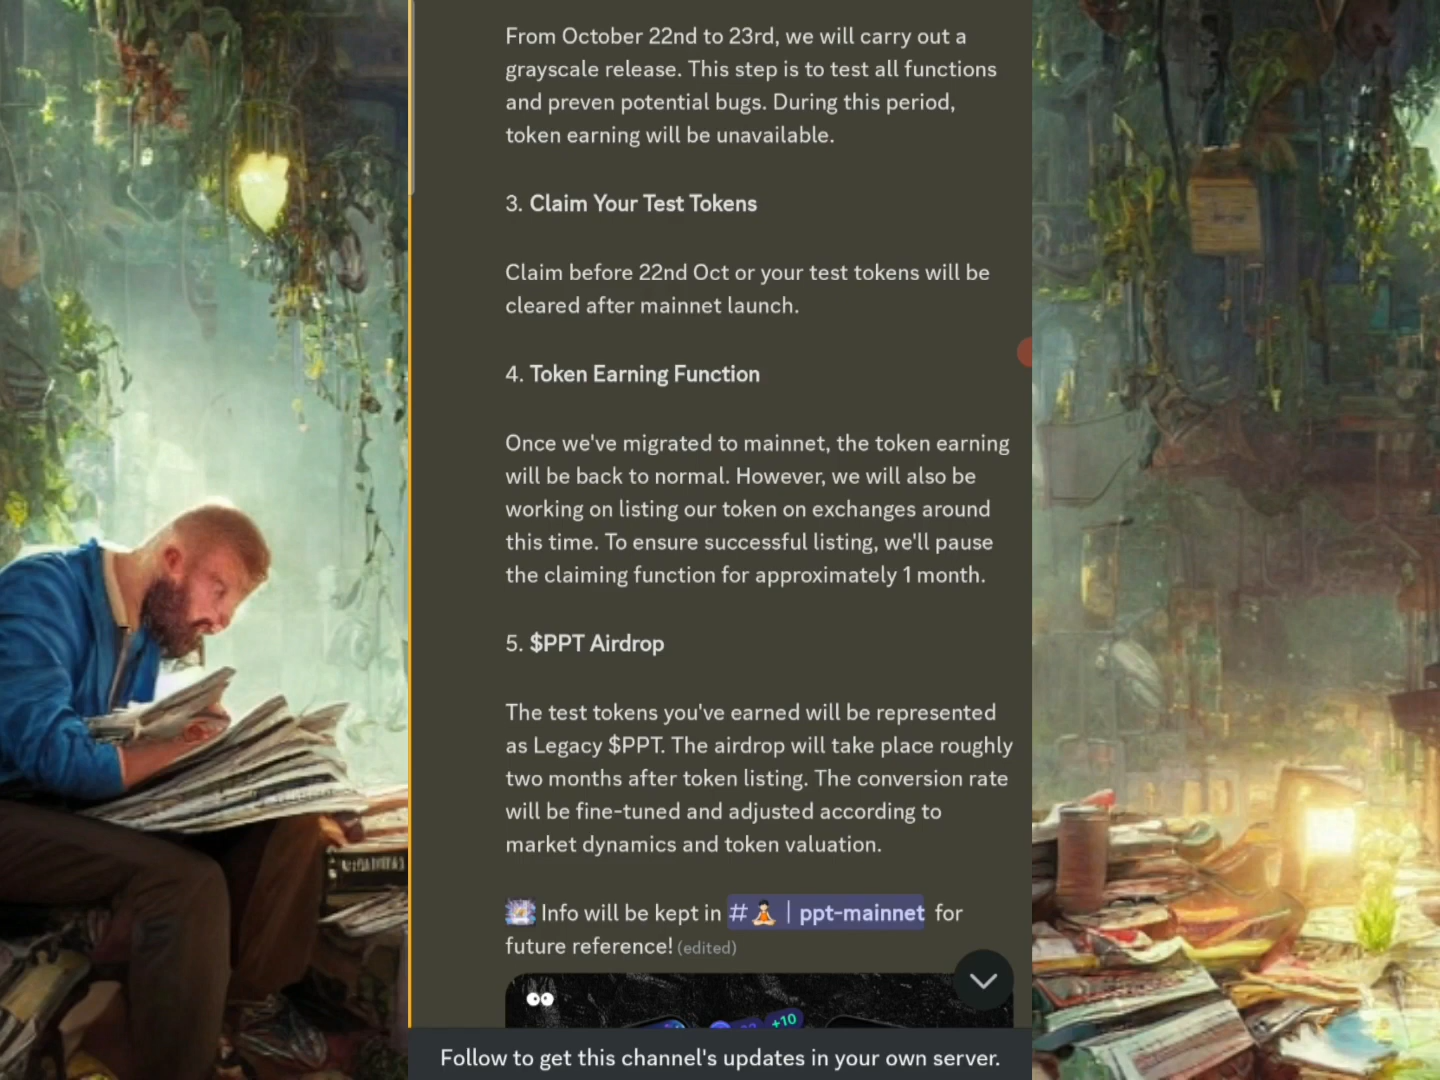 From October 22nd to 23rd, we will carry out a
grayscale release. This step is to test all functions
and preven potential bugs. During this period,
token earning will be unavailable.
3. Claim Your Test Tokens
Claim before 22nd Oct or your test tokens will be
cleared after mainnet launch.
4. Token Earning Function
Once we've migrated to mainnet, the token earning
will be back to normal. However, we will also be
working on listing our token on exchanges around
this time. To ensure successful listing, we'll pause
the claiming function for approximately 1 month.
5. $PPT Airdrop
The test tokens you've earned will be represented
as Legacy $PPT. The airdrop will take place roughly
two months after token listing. The conversion rate
will be fine-tuned and adjusted according to
market dynamics and token valuation.
Info will be kept in #🧘 | ppt-mainnet for
future reference! (edited)
+10
Follow to get this channel's updates in your own server.